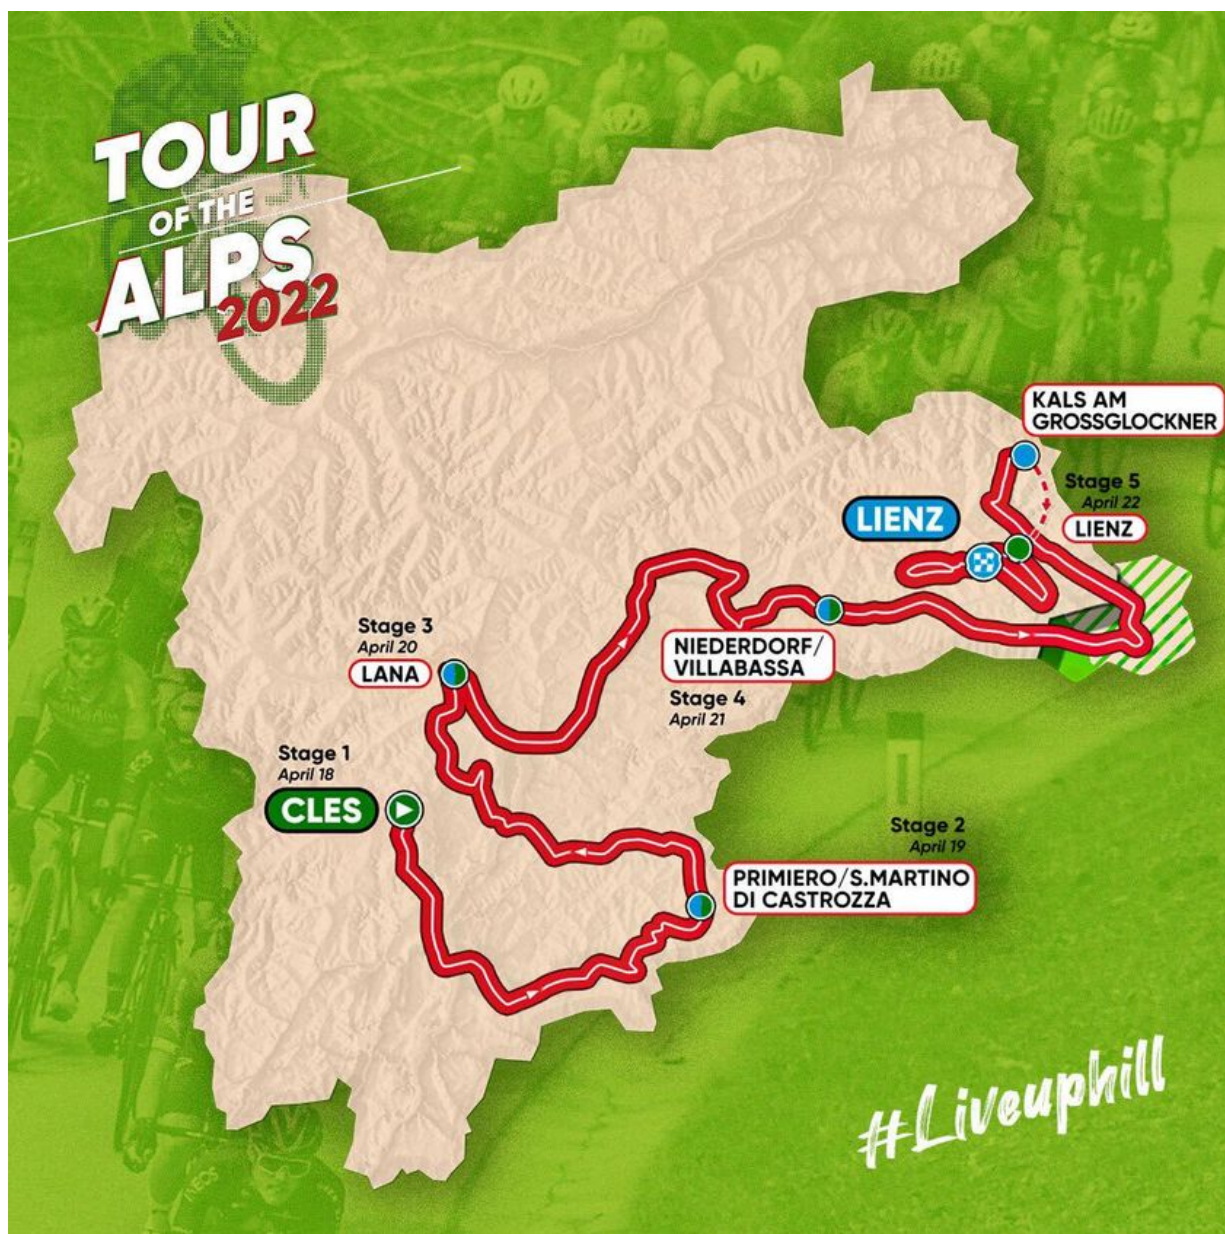 TOUR
OF THE
ALPS
2022
KALS AM
GROSSGLOCKNER
Stage 5
April 22
LIENZ
LIENZ
Stage 3
April 20
LANA
NIEDERDORF/
VILLABASSA
Stage 4
April 21
Stage 1
April 18
CLES
Stage 2
April 19
PRIMIERO/S.MARTINO
DI CASTROZZA
#Liveuphill
INEOS